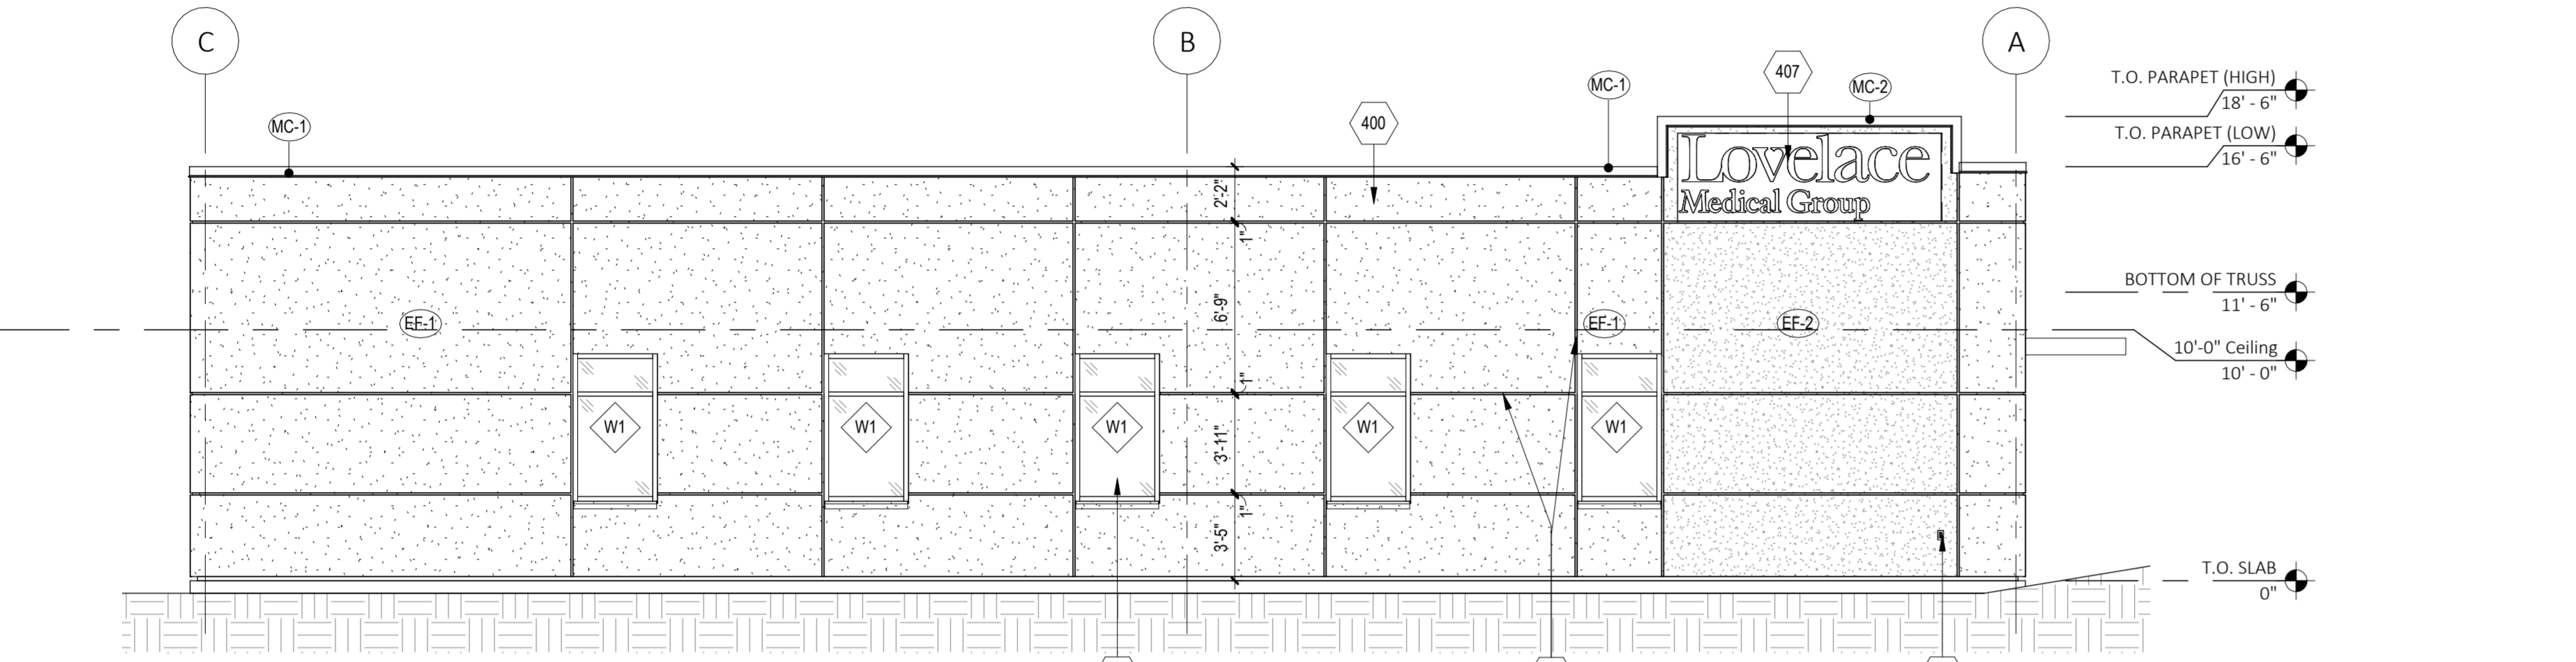 C
B
A
MC-1
400
MC-1
407
MC-2
T.O. PARAPET (HIGH)
18' - 6"
T.O. PARAPET (LOW)
16' - 6"
Lovelace
Medical Group
2'-2"
1"
6'-9"
1"
3'-11"
1"
3'-5"
EF-1
EF-1
EF-2
BOTTOM OF TRUSS
11' - 6"
10'-0" Ceiling
10' - 0"
W1
W1
W1
W1
W1
T.O. SLAB
0"